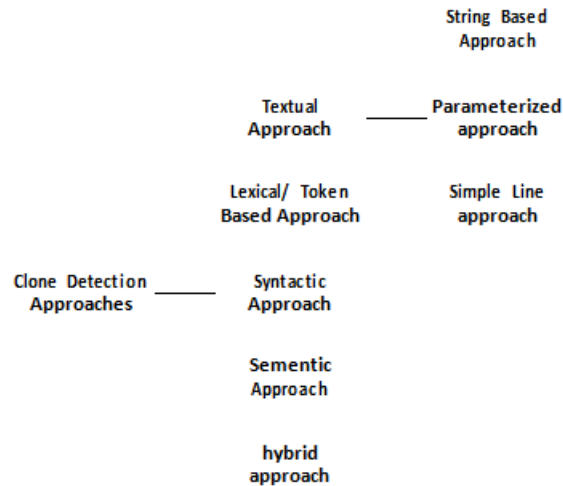 String Based
Approach
Textual
Approach
Parameterized
approach
Lexical/ Token
Based Approach
Simple Line
approach
Clone Detection
Approaches
Syntactic
Approach
Sementic
Approach
hybrid
approach